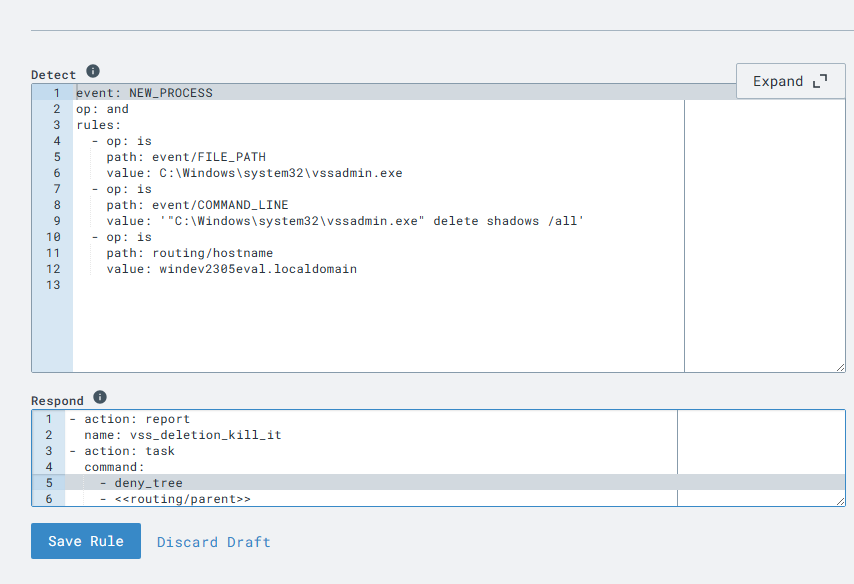 Detect
Expand
1 event: NEW_PROCESS
2 op: and
3 rules:
4 - op: is
5 path: event/FILE_PATH
6 value: C:\Windows\system32\vssadmin.exe
7 - op: is
8 path: event/COMMAND_LINE
9 value: '"C:\Windows\system32\vssadmin.exe" delete shadows /all'
10 - op: is
11 path: routing/hostname
12 value: windev2305eval.localdomain
13
Respond
1 - action: report
2 name: vss_deletion_kill_it
3 - action: task
4 command:
5 - deny_tree
6 - <<routing/parent>>
Save Rule Discard Draft